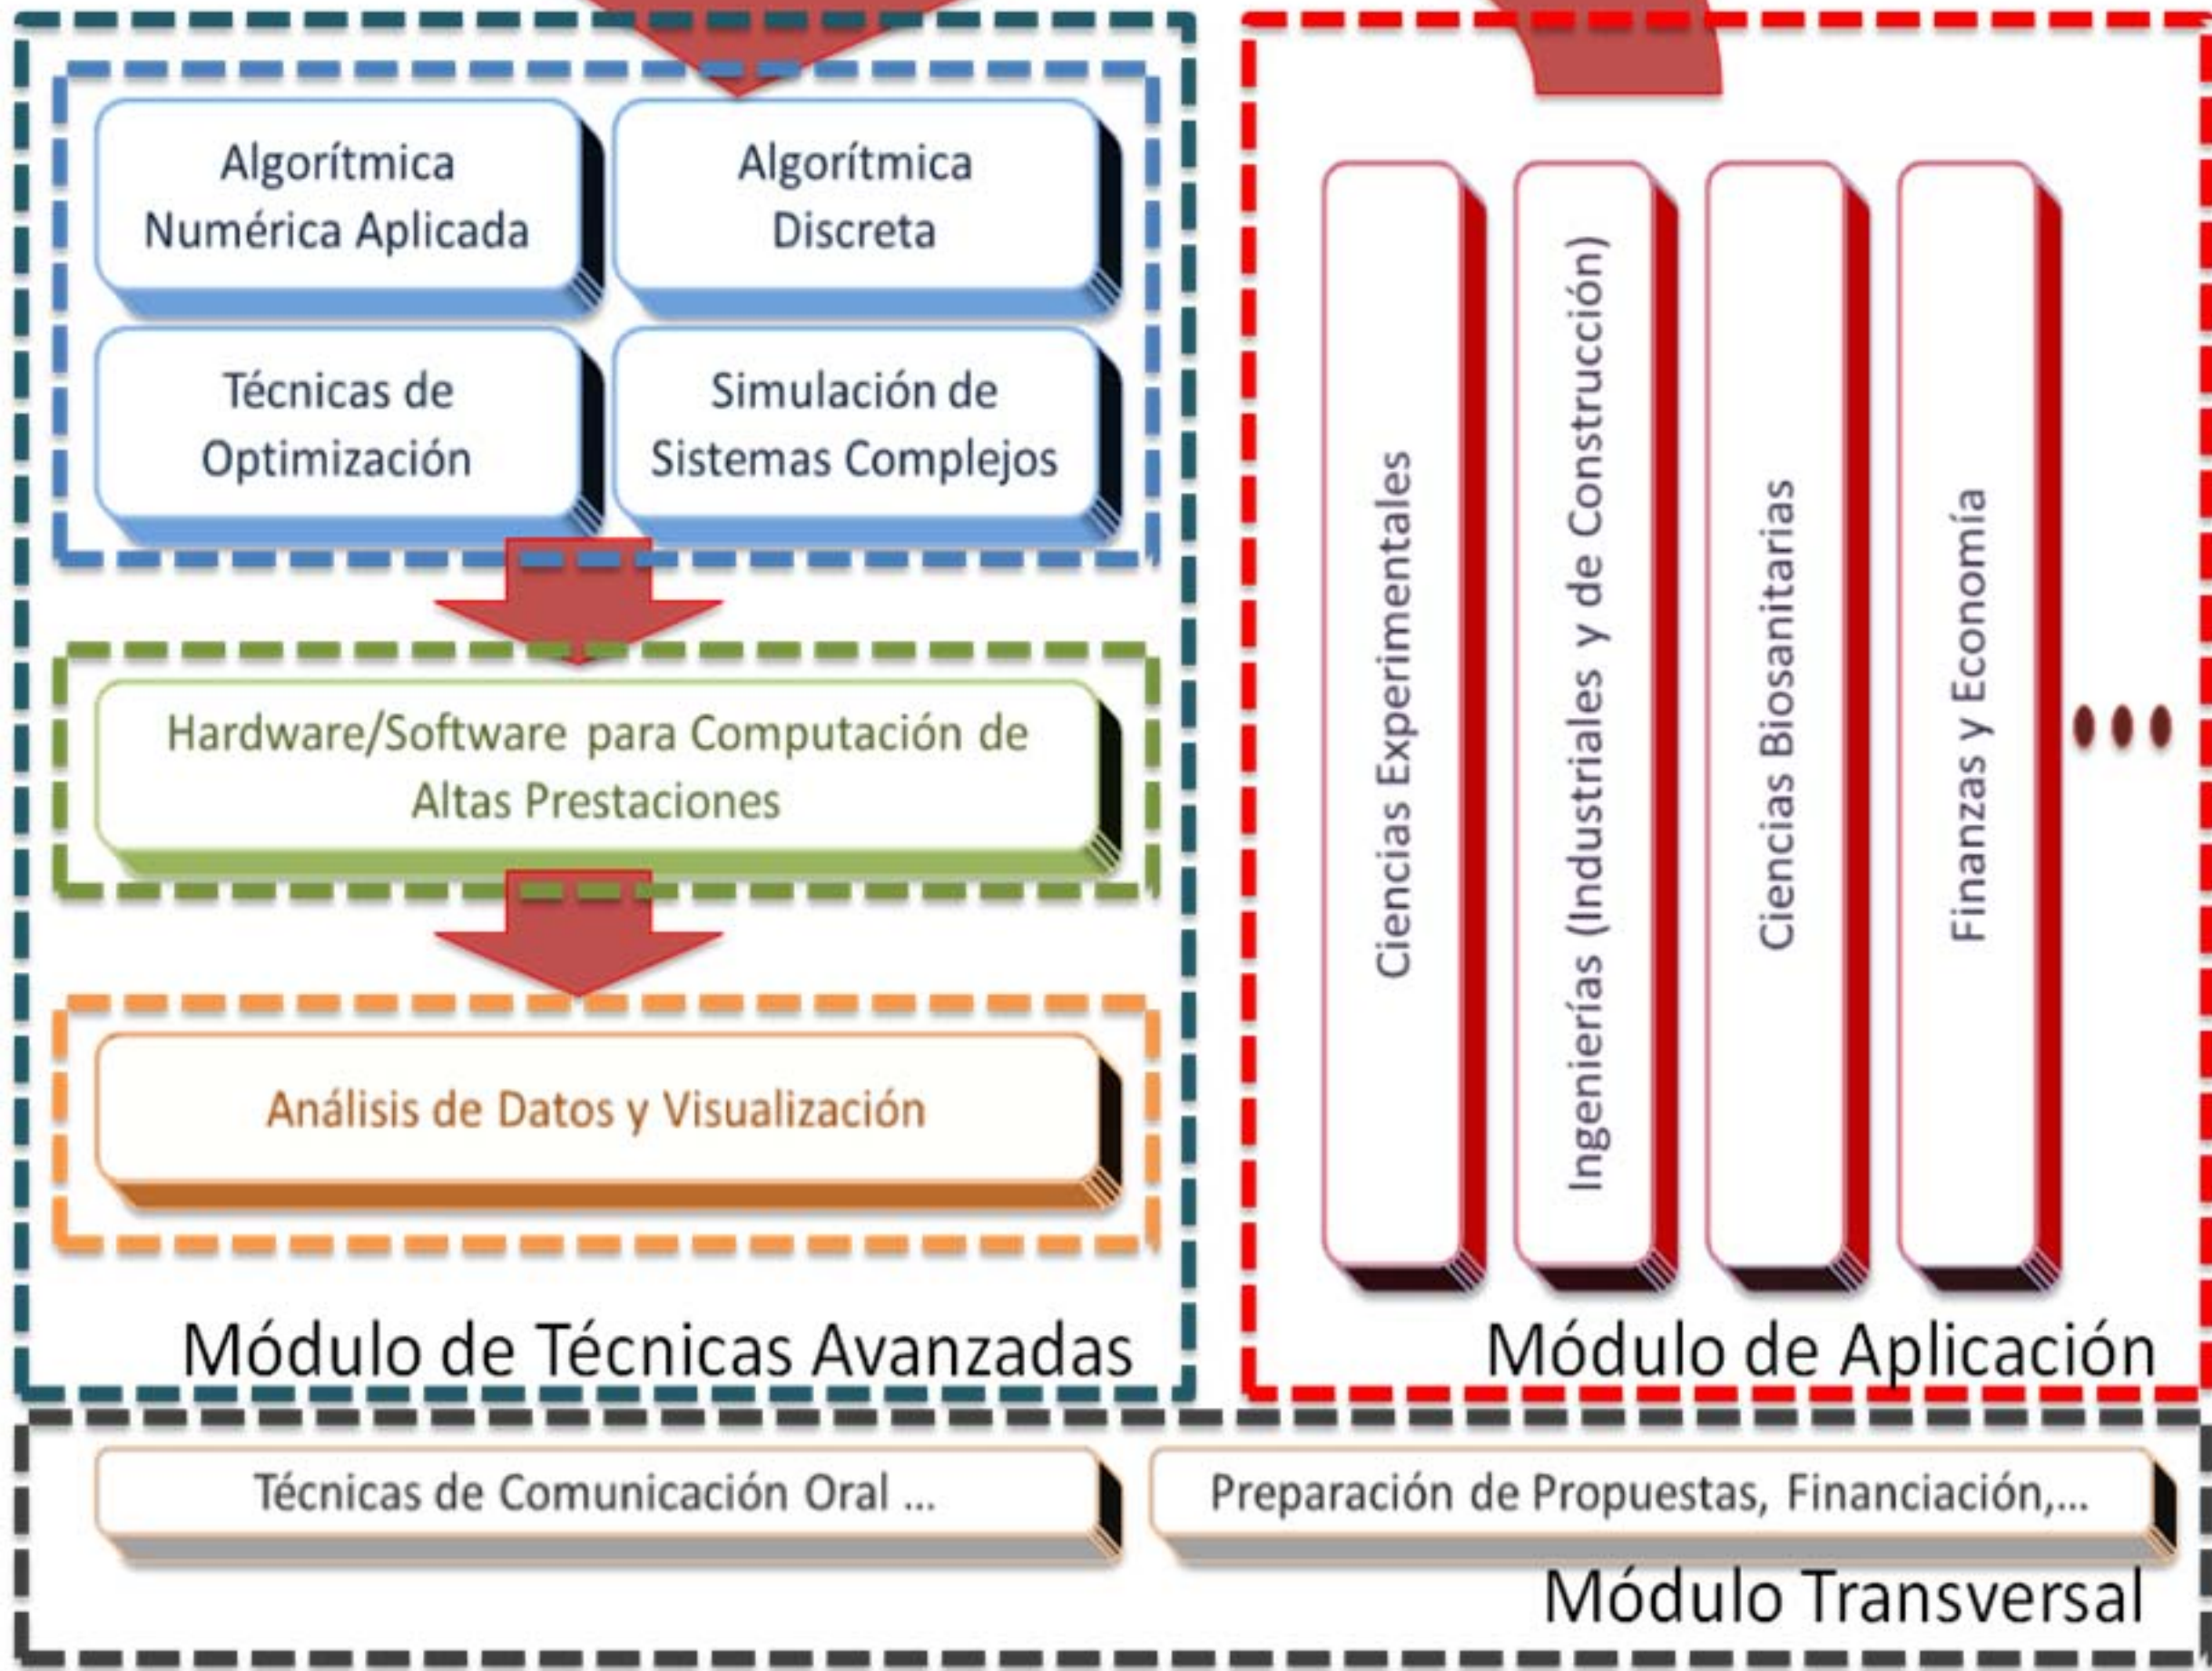 Algorítmica
Numérica Aplicada
Algorítmica
Discreta
Técnicas de
Optimización
Simulación de
Sistemas Complejos
Hardware/Software para Computación de
Altas Prestaciones
Análisis de Datos y Visualización
Módulo de Técnicas Avanzadas
Ciencias Experimentales
Ingenierías (Industriales y de Construcción)
Ciencias Biosanitarias
Finanzas y Economía
Módulo de Aplicación
Técnicas de Comunicación Oral ...
Preparación de Propuestas, Financiación,...
Módulo Transversal